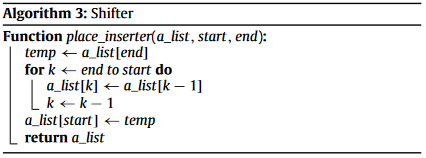 Algorithm 3: Shifter
Function place_inserter(a_list, start, end):
temp ← a_list[end]
for k ← end to start do
a_list[k] ← a_list[k − 1]
k ← k − 1
a_list[start] ← temp
return a_list